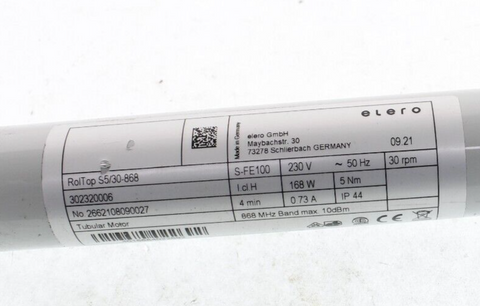 elero
Made in Germany
elero GmbH
Maybachstr. 30
73278 Schlierbach GERMANY
09.21
RolTop S5/30-868
S-FE100
230 V
~ 50 Hz
30 rpm
302320006
I cl H
168 W
5 Nm
No 2662108090027
4 min
0.73 A
IP 44
Tubular Motor
868 MHz Band max. 10dBm
CE